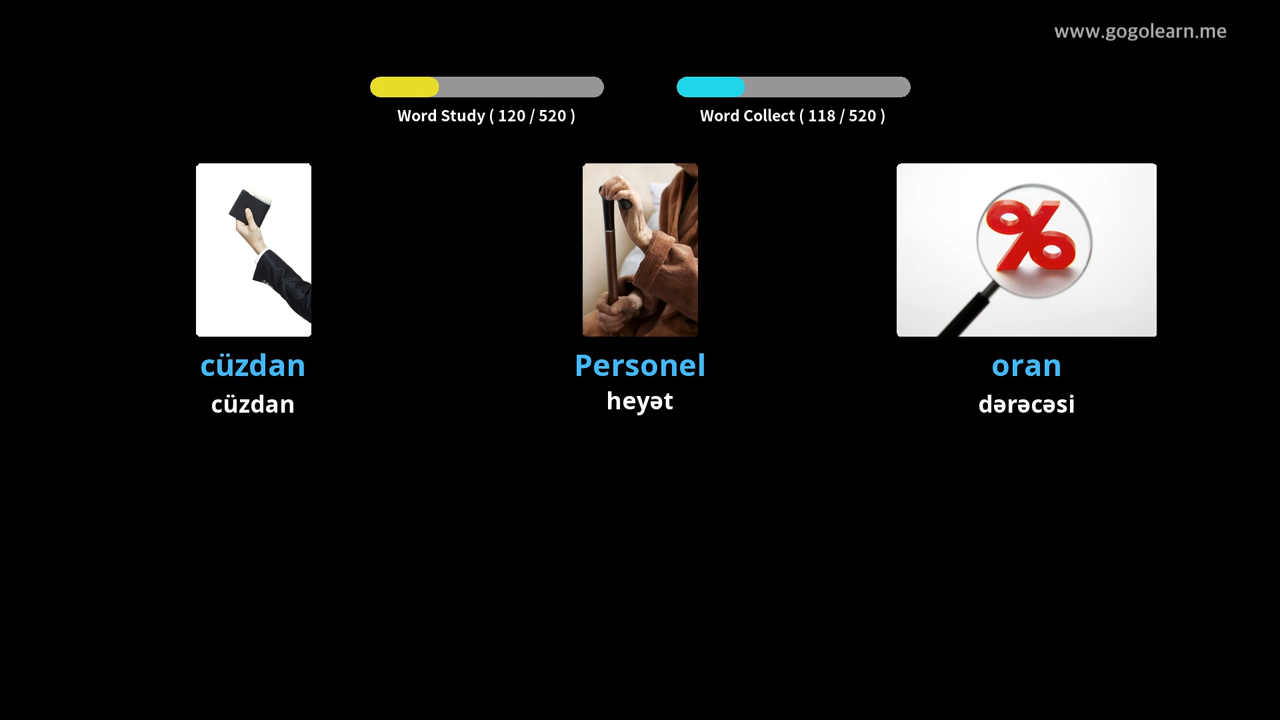 www.gogolearn.me
Word Study ( 120 / 520 )
Word Collect ( 118 / 520 )
cüzdan
cüzdan
Personel
heyət
%
oran
dərəcəsi